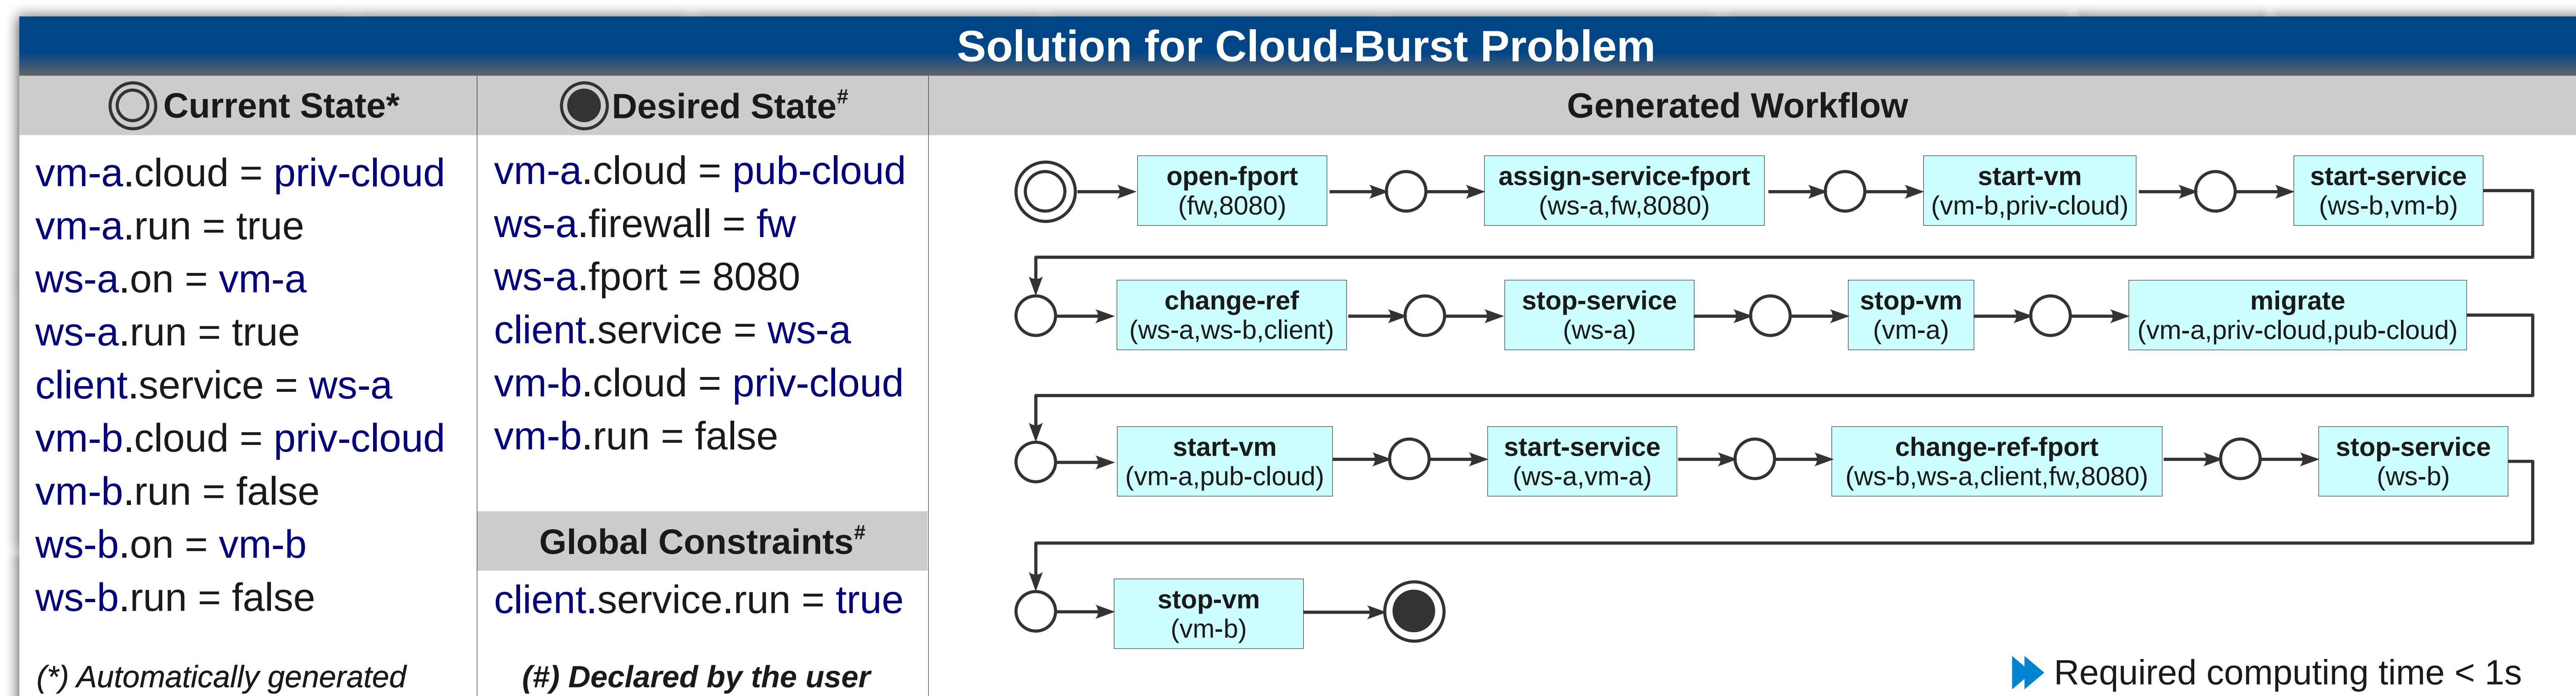 Solution for Cloud-Burst Problem
Current State*
vm-a.cloud = priv-cloud
vm-a.run = true
ws-a.on = vm-a
ws-a.run = true
client.service = ws-a
vm-b.cloud = priv-cloud
vm-b.run = false
ws-b.on = vm-b
ws-b.run = false
(*) Automatically generated
Desired State#
vm-a.cloud = pub-cloud
ws-a.firewall = fw
ws-a.fport = 8080
client.service = ws-a
vm-b.cloud = priv-cloud
vm-b.run = false
Global Constraints#
client.service.run = true
(#) Declared by the user
Generated Workflow
open-fport
(fw,8080)
assign-service-fport
(ws-a,fw,8080)
start-vm
(vm-b,priv-cloud)
start-service
(ws-b,vm-b)
change-ref
(ws-a,ws-b,client)
stop-service
(ws-a)
stop-vm
(vm-a)
migrate
(vm-a,priv-cloud,pub-cloud)
start-vm
(vm-a,pub-cloud)
start-service
(ws-a,vm-a)
change-ref-fport
(ws-b,ws-a,client,fw,8080)
stop-service
(ws-b)
stop-vm
(vm-b)
Required computing time < 1s